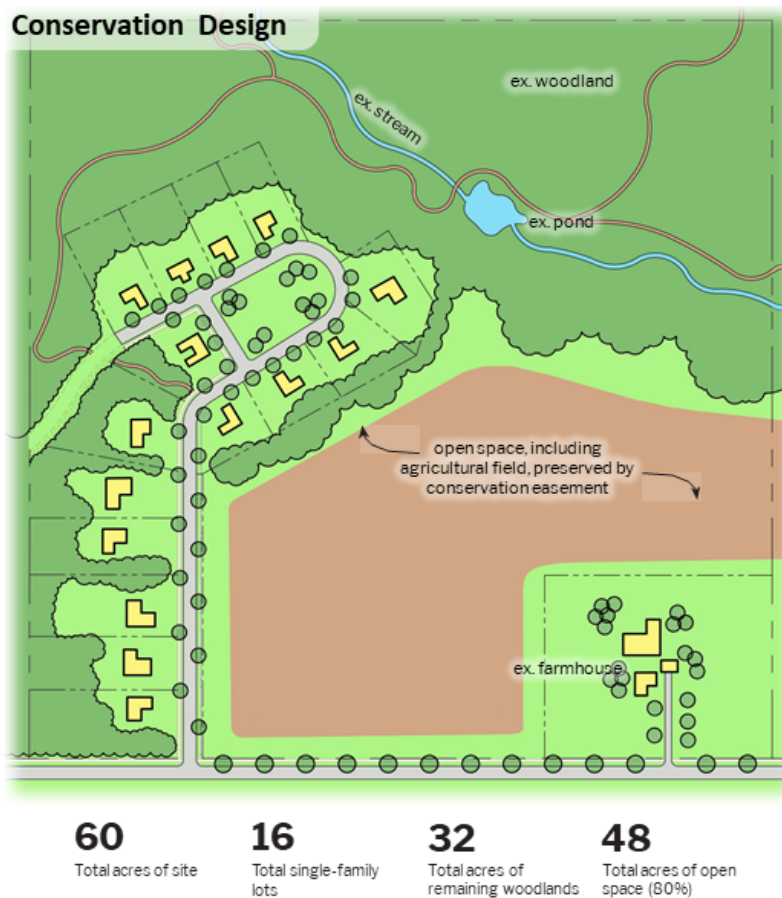 Conservation Design
ex. woodland
ex. stream
ex. pond
open space, including
agricultural field, preserved by
conservation easement
ex. farmhouse
60
Total acres of site
16
Total single-family
lots
32
Total acres of
remaining woodlands
48
Total acres of open
space (80%)